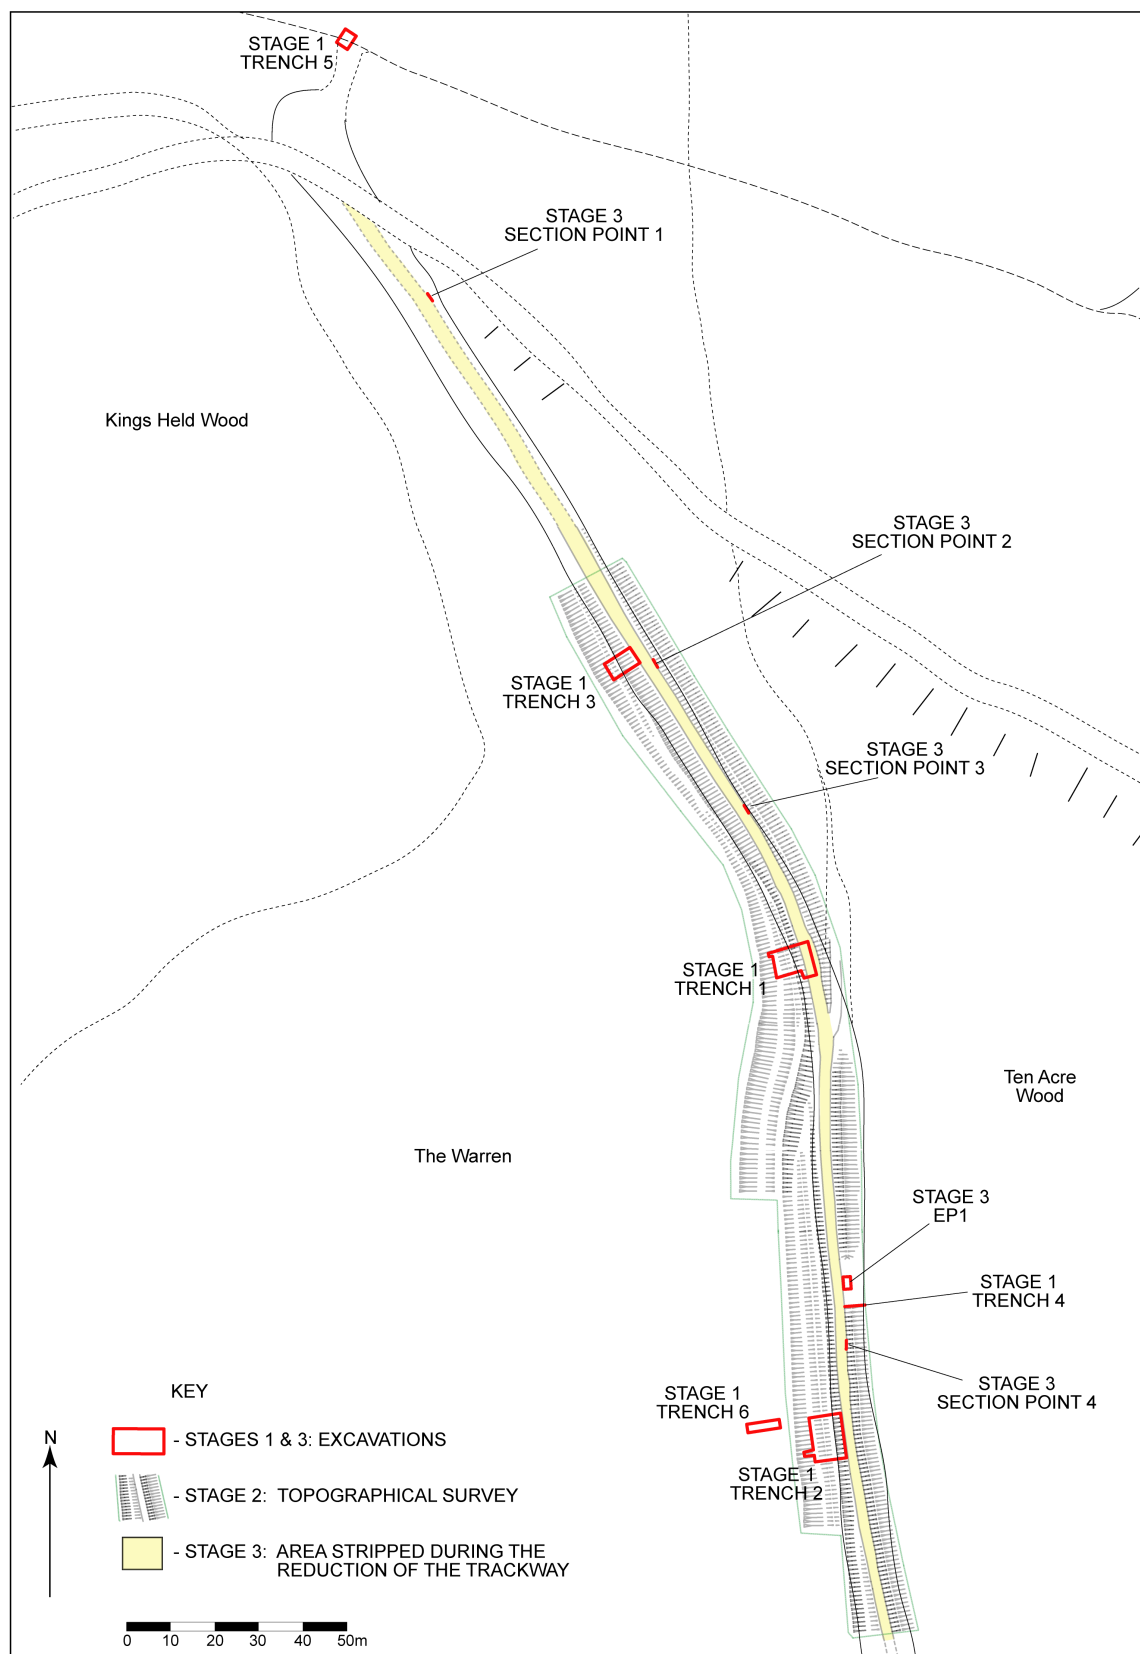 STAGE 1
TRENCH 5
STAGE 3
SECTION POINT 1
Kings Held Wood
STAGE 3
SECTION POINT 2
STAGE 1
TRENCH 3
STAGE 3
SECTION POINT 3
STAGE 1
TRENCH 1
Ten Acre
Wood
The Warren
STAGE 3
EP1
STAGE 1
TRENCH 4
STAGE 3
SECTION POINT 4
STAGE 1
TRENCH 6
STAGE 1
TRENCH 2
KEY
N
- STAGES 1 & 3: EXCAVATIONS
- STAGE 2: TOPOGRAPHICAL SURVEY
- STAGE 3: AREA STRIPPED DURING THE
REDUCTION OF THE TRACKWAY
0 10 20 30 40 50m